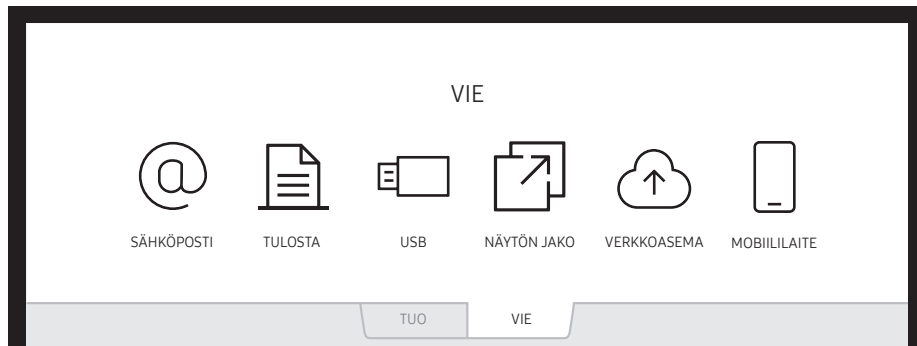 VIE
SÄHKÖPOSTI TULOSTA USB NÄYTÖN JAKO VERKKOASEMA MOBIILILAITE
TUO VIE